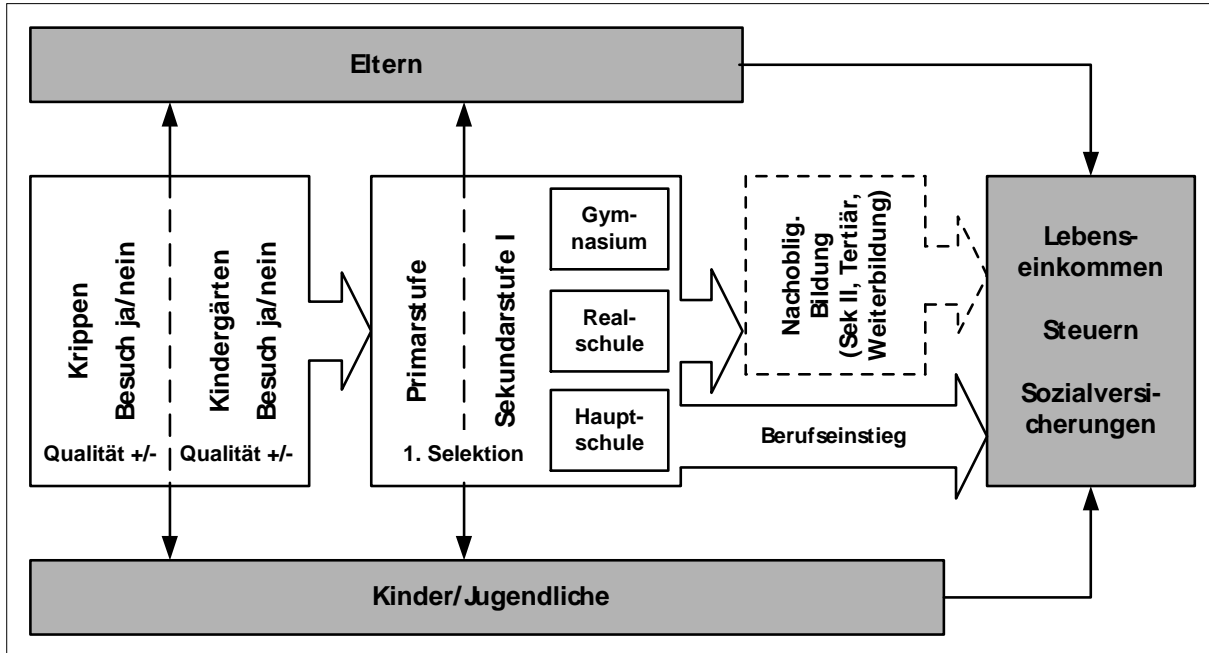 Eltern
Krippen
Besuch ja/nein
Kindergärten
Besuch ja/nein
Qualität +/-
Qualität +/-
Primarstufe
Sekundarstufe I
1. Selektion
Gym-
nasium
Real-
schule
Haupt-
schule
Nachoblig.
Bildung
(Sek II, Tertiär,
Weiterbildung)
Berufseinstieg
Lebens-
einkommen
Steuern
Sozialversi-
cherungen
Kinder/Jugendliche